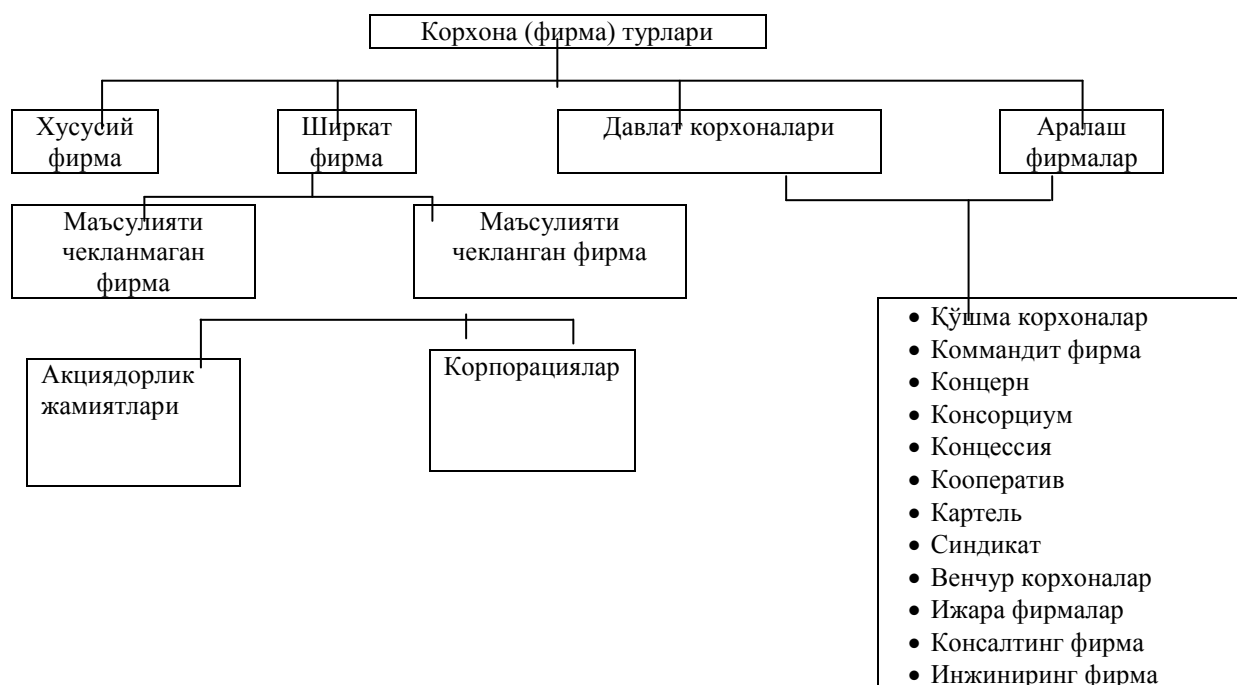 Корхона (фирма) турлари
Хусусий
фирма
Ширкат
фирма
Давлат корхоналари
Аралаш
фирмалар
Маъсулияти
чекланмаган
фирма
Маъсулияти
чекланган фирма
Акциядорлик
жамиятлари
Корпорациялар
• Қўшма корхоналар
• Коммандит фирма
• Концерн
• Консорциум
• Концессия
• Кооператив
• Картель
• Синдикат
• Венчур корхоналар
• Ижара фирмалар
• Консалтинг фирма
• Инжиниринг фирма